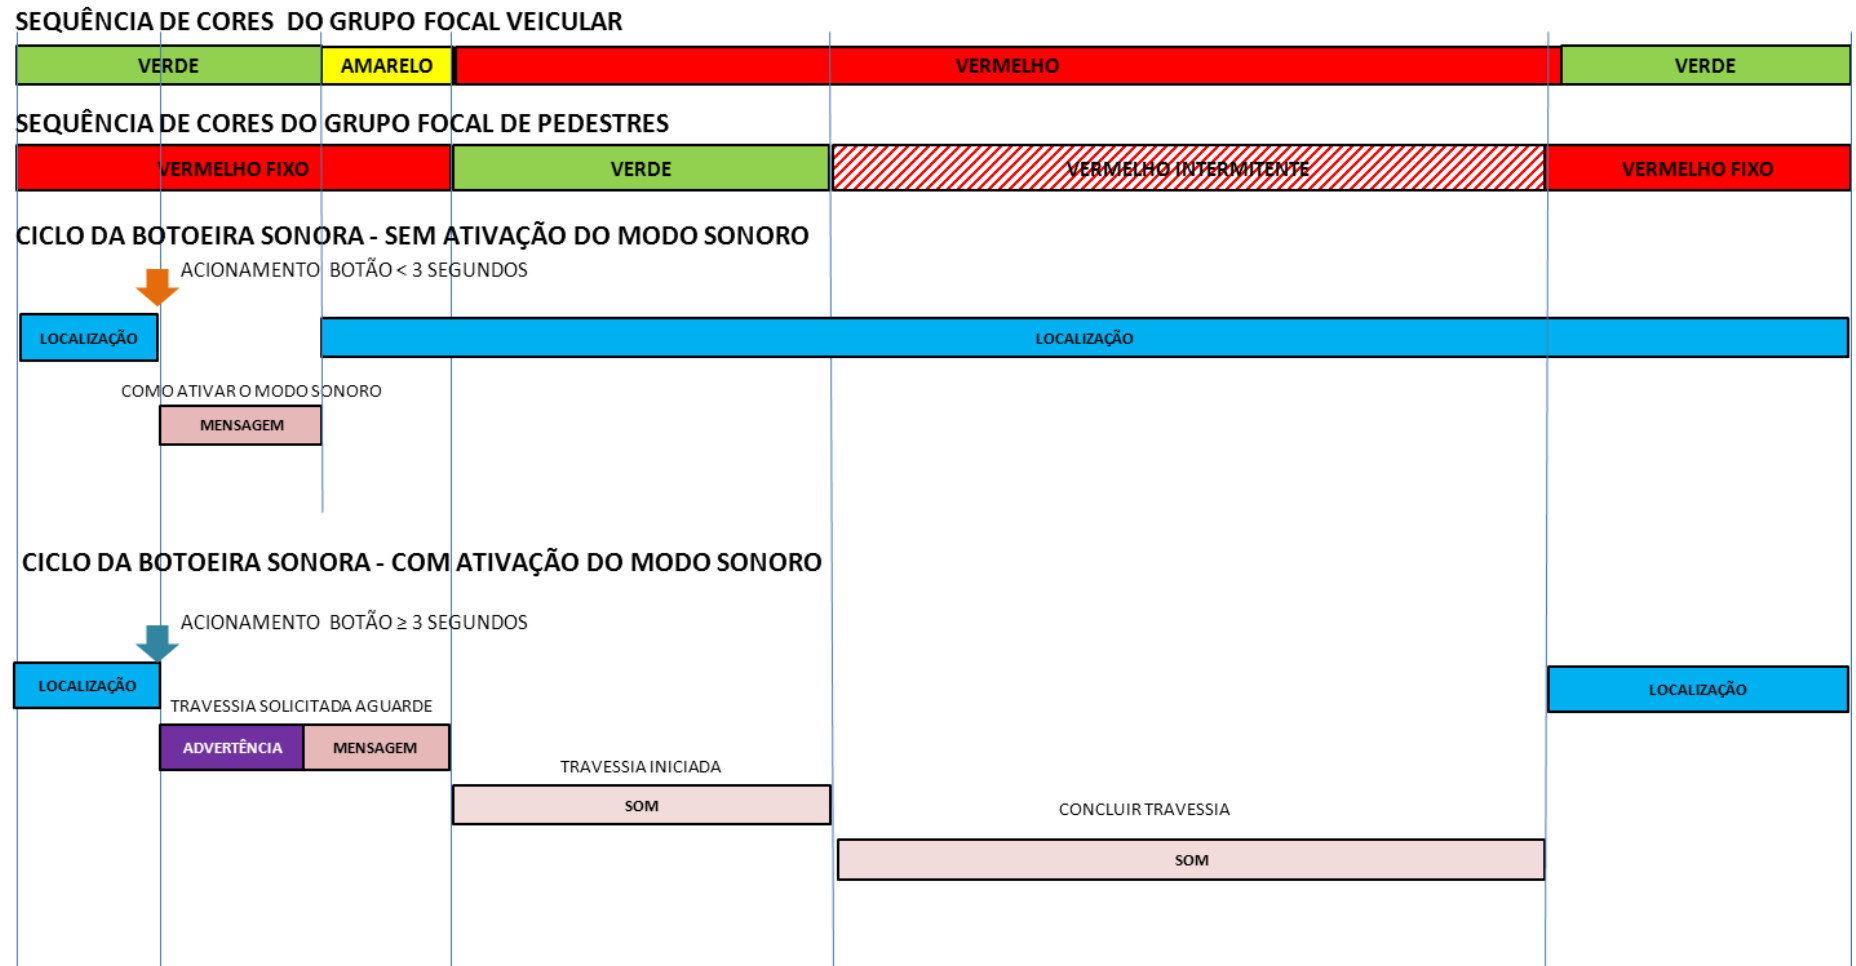 SEQUÊNCIA DE CORES DO GRUPO FOCAL VEICULAR
VERDE AMARELO VERMELHO VERDE
SEQUÊNCIA DE CORES DO GRUPO FOCAL DE PEDESTRES
VERMELHO FIXO VERDE VERMELHO INTERMITENTE VERMELHO FIXO
CICLO DA BOTOEIRA SONORA - SEM ATIVAÇÃO DO MODO SONORO
ACIONAMENTO BOTÃO < 3 SEGUNDOS
LOCALIZAÇÃO LOCALIZAÇÃO
COMO ATIVAR O MODO SONORO
MENSAGEM
CICLO DA BOTOEIRA SONORA - COM ATIVAÇÃO DO MODO SONORO
ACIONAMENTO BOTÃO ≥ 3 SEGUNDOS
LOCALIZAÇÃO LOCALIZAÇÃO
TRAVESSIA SOLICITADA AGUARDE
ADVERTÊNCIA MENSAGEM
TRAVESSIA INICIADA
SOM
CONCLUIR TRAVESSIA
SOM